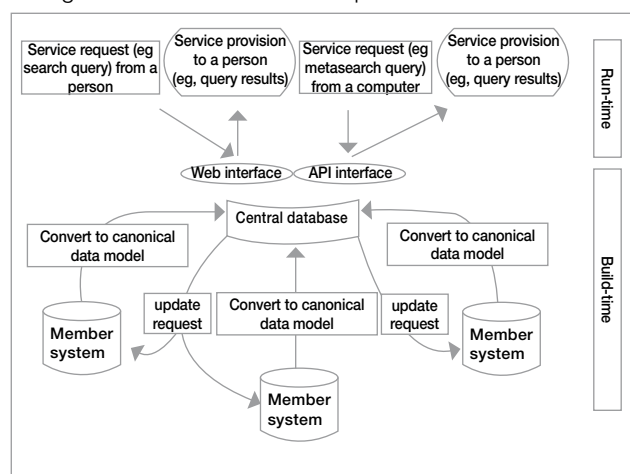 Service request (eg
search query) from a
person
Service provision
to a person
(eg, query results)
Service request (eg
metasearch query)
from a computer
Service provision
to a person
(eg, query results)
Run-time
Web interface
API interface
Central database
Convert to canonical
data model
Convert to canonical
data model
update
request
Convert to canonical
data model
update
request
Build-time
Member
system
Member
system
Member
system